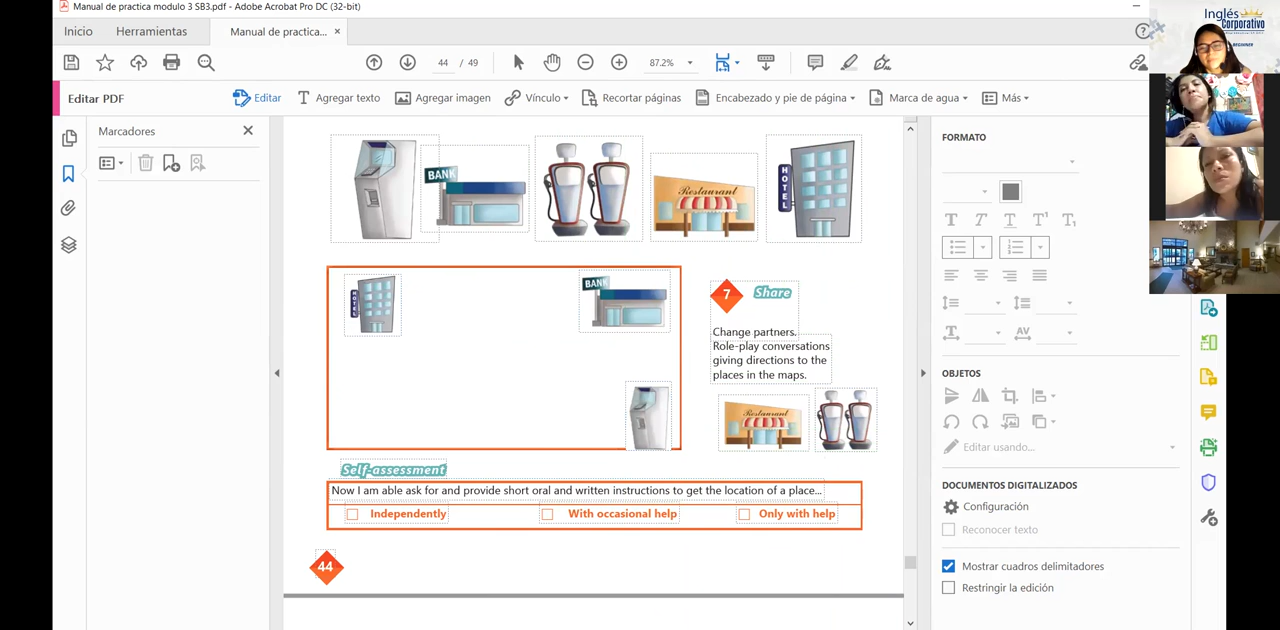 Manual de practica modulo 3 SB3.pdf - Adobe Acrobat Pro DC (32-bit)
Inicio
Herramientas
Manual de practica... ×
Inglés
Corporativo
44 / 49
87.2%
Editar PDF
Editar
Agregar texto
Agregar imagen
Vínculo
Recortar páginas
Encabezado y pie de página
Marca de agua
Más
Marcadores
BANK
Restaurant
HOTEL
HOTEL
BANK
7 Share
Change partners.
Role-play conversations
giving directions to the
places in the maps.
Restaurant
Self-assessment
Now I am able ask for and provide short oral and written instructions to get the location of a place...
Independently
With occasional help
Only with help
44
FORMATO
OBJETOS
Editar usando...
DOCUMENTOS DIGITALIZADOS
Configuración
Reconocer texto
Mostrar cuadros delimitadores
Restringir la edición